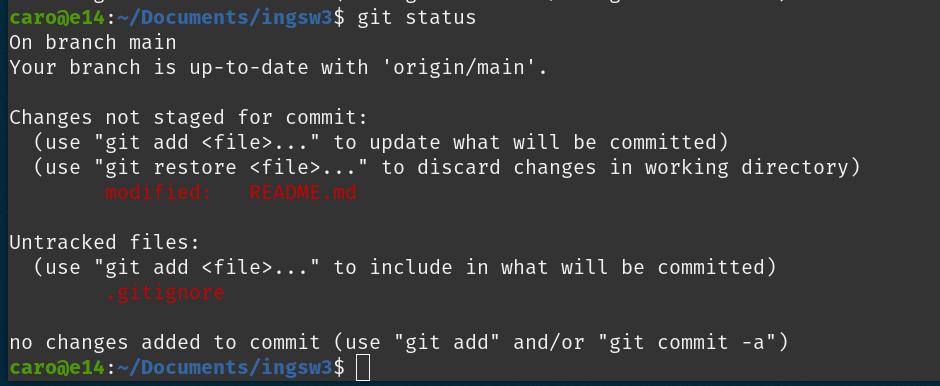 caro@e14:~/Documents/ingsw3$ git status
On branch main
Your branch is up-to-date with 'origin/main'.
Changes not staged for commit:
(use "git add <file>..." to update what will be committed)
(use "git restore <file>..." to discard changes in working directory)
modified: README.md
Untracked files:
(use "git add <file>..." to include in what will be committed)
.gitignore
no changes added to commit (use "git add" and/or "git commit -a")
caro@e14:~/Documents/ingsw3$